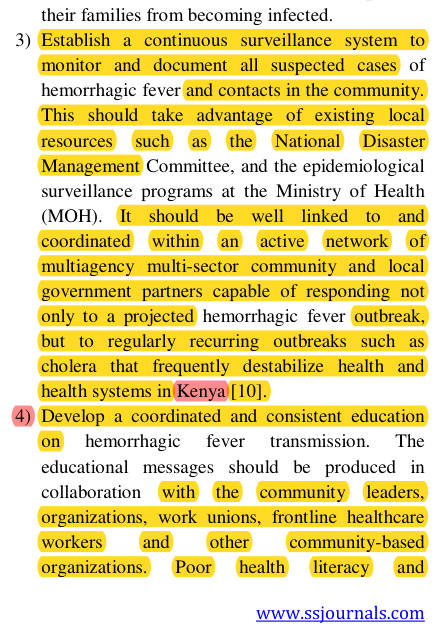 their families from becoming infected.
3) Establish a continuous surveillance system to
monitor and document all suspected cases of
hemorrhagic fever and contacts in the community.
This should take advantage of existing local
resources such as the National Disaster
Management Committee, and the epidemiological
surveillance programs at the Ministry of Health
(MOH). It should be well linked to and
coordinated within an active network of
multiagency multi-sector community and local
government partners capable of responding not
only to a projected hemorrhagic fever outbreak,
but to regularly recurring outbreaks such as
cholera that frequently destabilize health and
health systems in Kenya [10].
4) Develop a coordinated and consistent education
on hemorrhagic fever transmission. The
educational messages should be produced in
collaboration with the community leaders,
organizations, work unions, frontline healthcare
workers and other community-based
organizations. Poor health literacy and
www.ssjournals.com